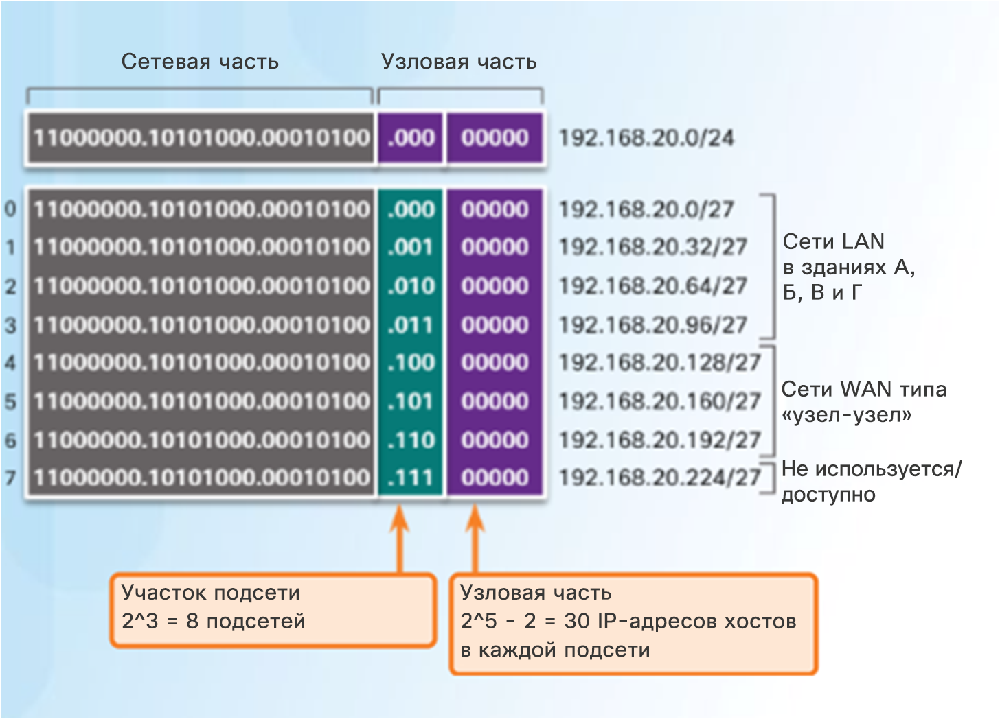 Сетевая часть Узловая часть
11000000.10101000.00010100 .000 00000 192.168.20.0/24
0 11000000.10101000.00010100 .000 00000 192.168.20.0/27
1 11000000.10101000.00010100 .001 00000 192.168.20.32/27
2 11000000.10101000.00010100 .010 00000 192.168.20.64/27
3 11000000.10101000.00010100 .011 00000 192.168.20.96/27
Сети LAN
в зданиях А,
Б, В и Г
4 11000000.10101000.00010100 .100 00000 192.168.20.128/27
5 11000000.10101000.00010100 .101 00000 192.168.20.160/27
6 11000000.10101000.00010100 .110 00000 192.168.20.192/27
Сети WAN типа
«узел-узел»
7 11000000.10101000.00010100 .111 00000 192.168.20.224/27
Не используется/
доступно
Участок подсети
2^3 = 8 подсетей
Узловая часть
2^5 - 2 = 30 IP-адресов хостов
в каждой подсети